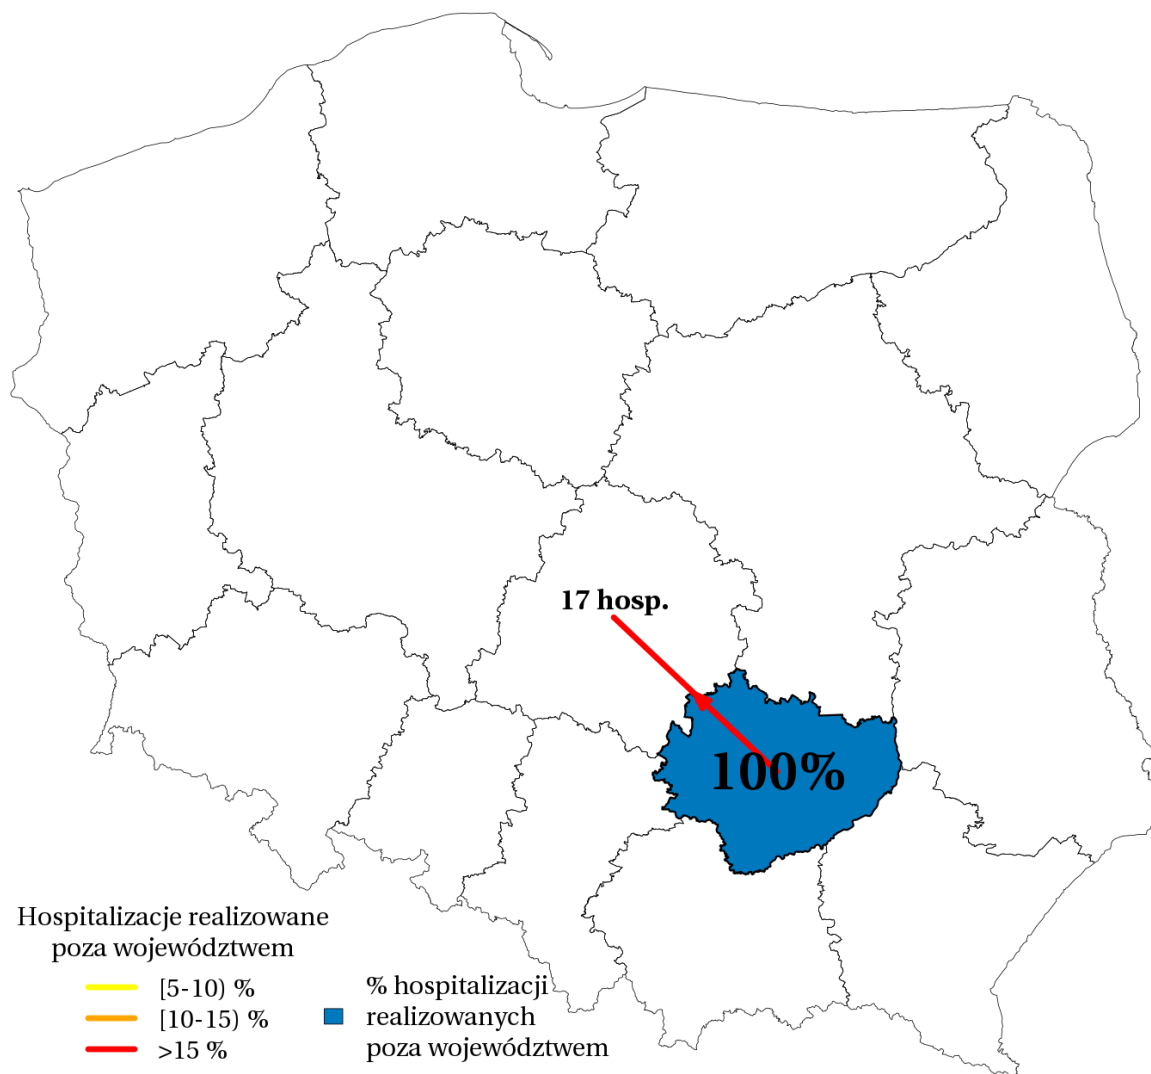 17 hosp.
100%
Hospitalizacje realizowane
poza województwem
[5-10) %
[10-15) %
>15 %
% hospitalizacji
realizowanych
poza województwem